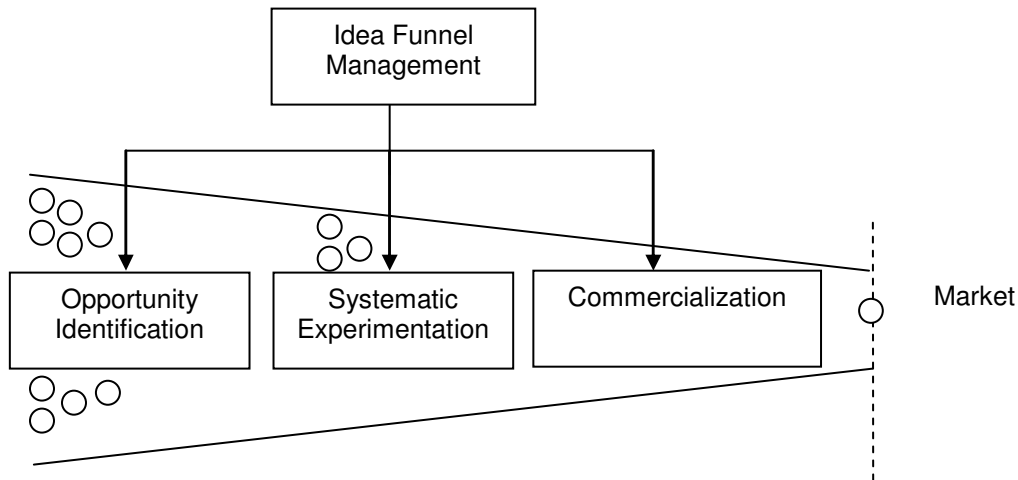 Idea Funnel
Management
Opportunity
Identification
Systematic
Experimentation
Commercialization
Market